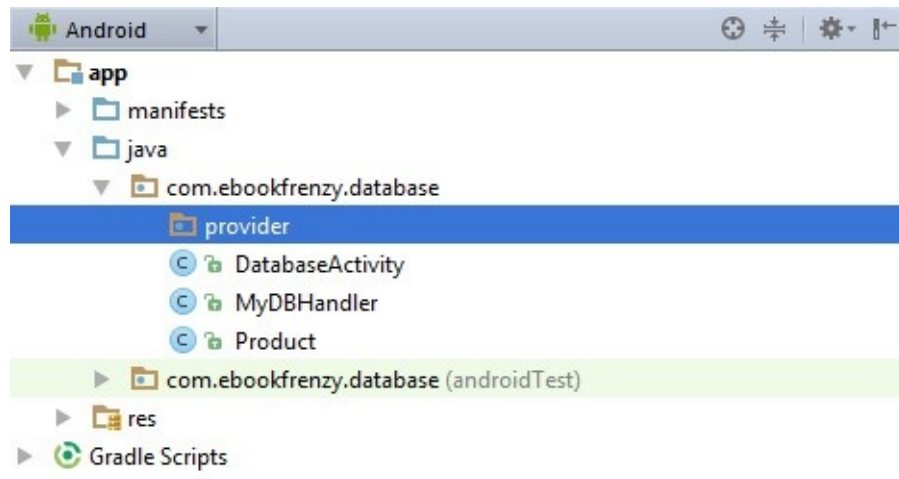 Android
app
manifests
java
com.ebookfrenzy.database
provider
C DatabaseActivity
C MyDBHandler
C Product
com.ebookfrenzy.database (androidTest)
res
Gradle Scripts